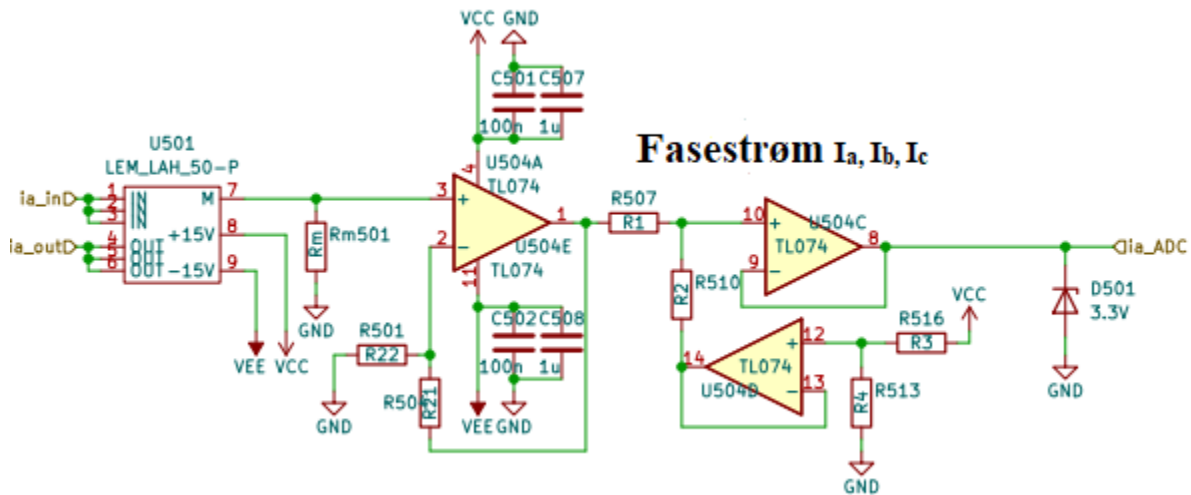 VCC GND
C501 C507
100n 1u
U501
LEM_LAH_50-P
ia_in
1 IN M 7
2 IN
3 IN
+15V 8
ia_out
4 OUT
5 OUT
6 OUT -15V 9
VEE VCC
Rm
Rm501
GND
U504A
TL074
4
3 +
2 -
1
U504E
TL074
11
C502 C508
100n 1u
VEE GND
R501
R22
GND
R21
Fasestrøm Ia, Ib, Ic
R507
R1
R2
R510
10 +
9 -
U504C
TL074
8
ia_ADC
D501
3.3V
GND
VCC
R516
R3
12 +
13 -
14
TL074
U504D
R4
R513
GND